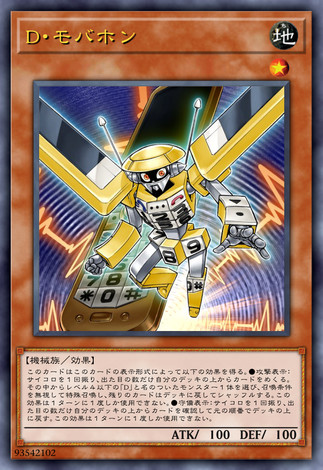 D・モバホン
地
【機械族／効果】
このカードはこのカードの表示形式によって以下の効果を得る。●攻撃表示：
サイコロを１回振り、出た目の数だけ自分のデッキの上からカードをめくる。
その中からレベル４以下の「D」と名のついたモンスター１体を選び、召喚条件
を無視して特殊召喚し、残りのカードはデッキに戻してシャッフルする。この
効果は１ターンに１度しか使用できない。●守備表示：サイコロを１回振り、出
た目の数だけ自分のデッキの上からカードを確認して元の順番でデッキの上
に戻す。この効果は１ターンに１度しか使用できない。
ATK/ 100 DEF/ 100
93542102